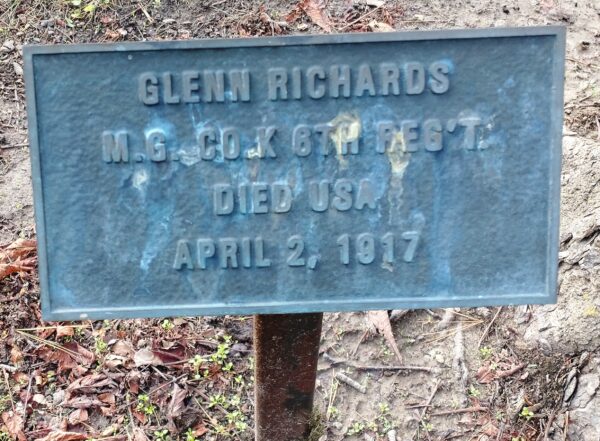 GLENN RICHARDS
M.G. CO.K 6TH REG'T.
DIED USA
APRIL 2, 1917